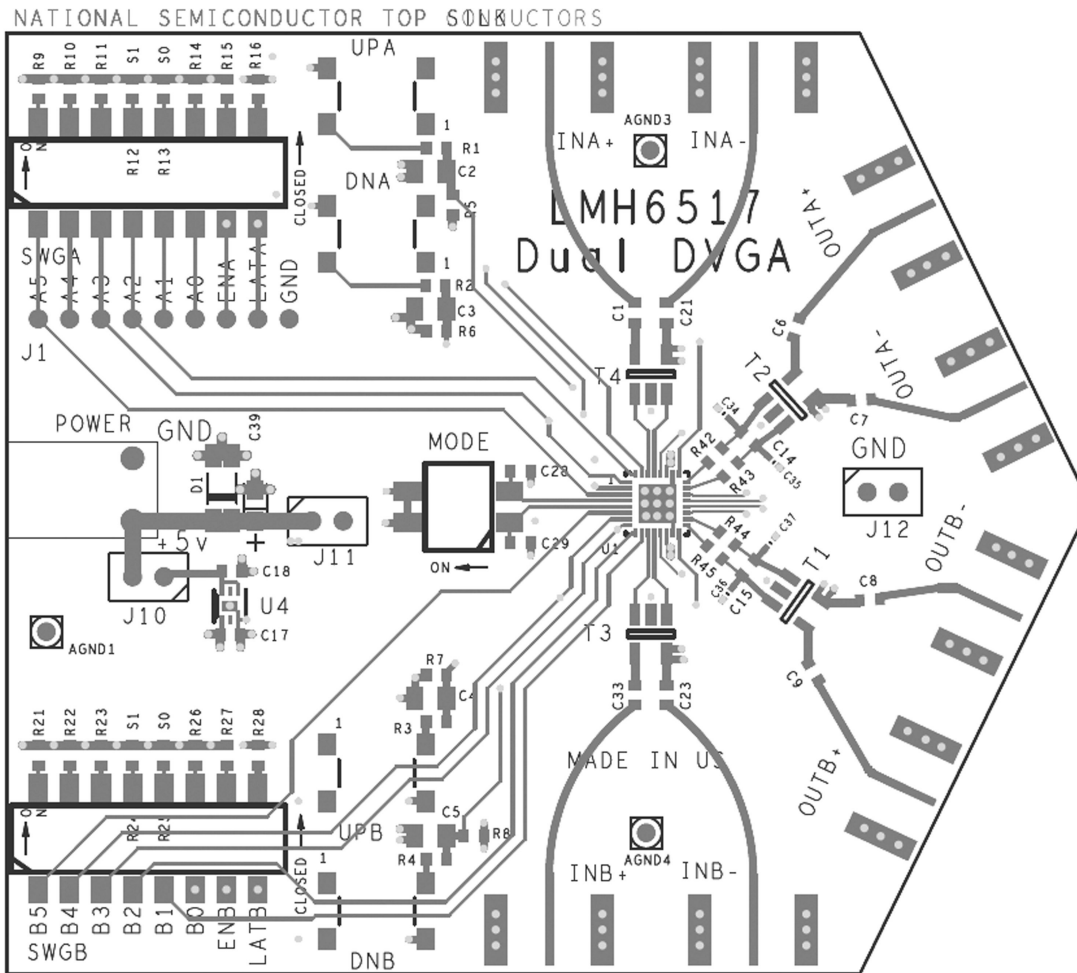 NATIONAL SEMICONDUCTOR TOP
R9 R10 R11 S1 S0 R14 R15 R16
UPA
O
N
R12 R13
CLOSED
1
R1
C2
DNA
R5
INA+ INA-
AGND3
LMH6517
Dual DVGA
SWGA
A5 A4 A3 A2 A1 A0 ENA LATA GND
J1
1
R2
C3
R6
C1 C21
T4
OUTA+
C6
T2
OUTA-
C7
C34
R42
C14
R43
C35
POWER
GND
C39
D1
+5V
+
J11
J10
C18
U4
C17
AGND1
MODE
C28
C29
ON
1
U1
GND
J12
OUTB-
R44
C37
R45
C36
C15
T1
C8
C9
OUTB+
T3
C33 C23
MADE IN US
R7
C4
R3
R21 R22 R23 S1 S0 R26 R27 R28
O
N
R24 R25
CLOSED
1
UPB
C5
R8
R4
1
AGND4
INB+ INB-
B5 B4 B3 B2 B1 B0 ENB LATB
SWGB
DNB